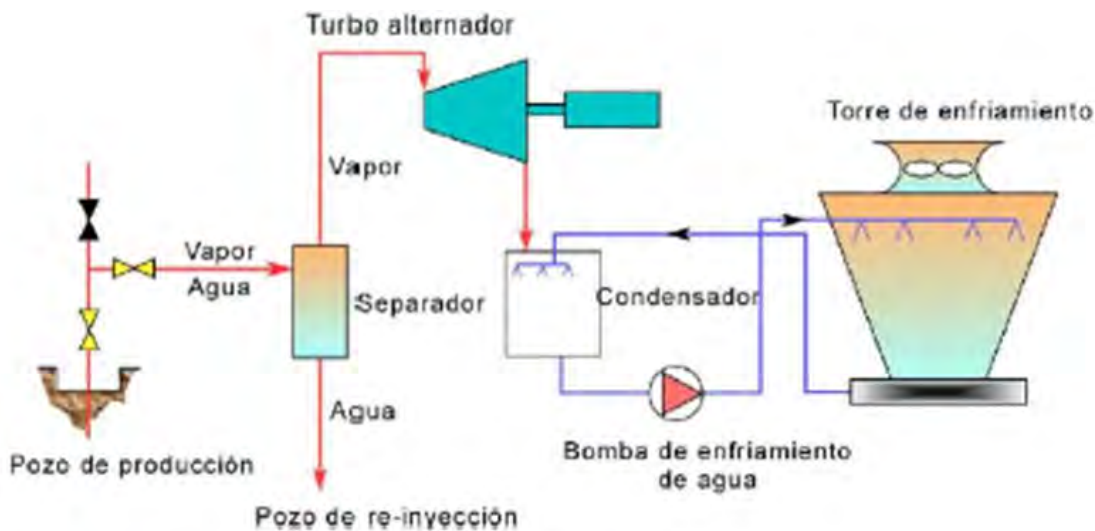 Turbo alternador
Torre de enfriamiento
Vapor
Vapor
Agua
Separador
Condensador
Agua
Bomba de enfriamiento
de agua
Pozo de producción
Pozo de re-inyección